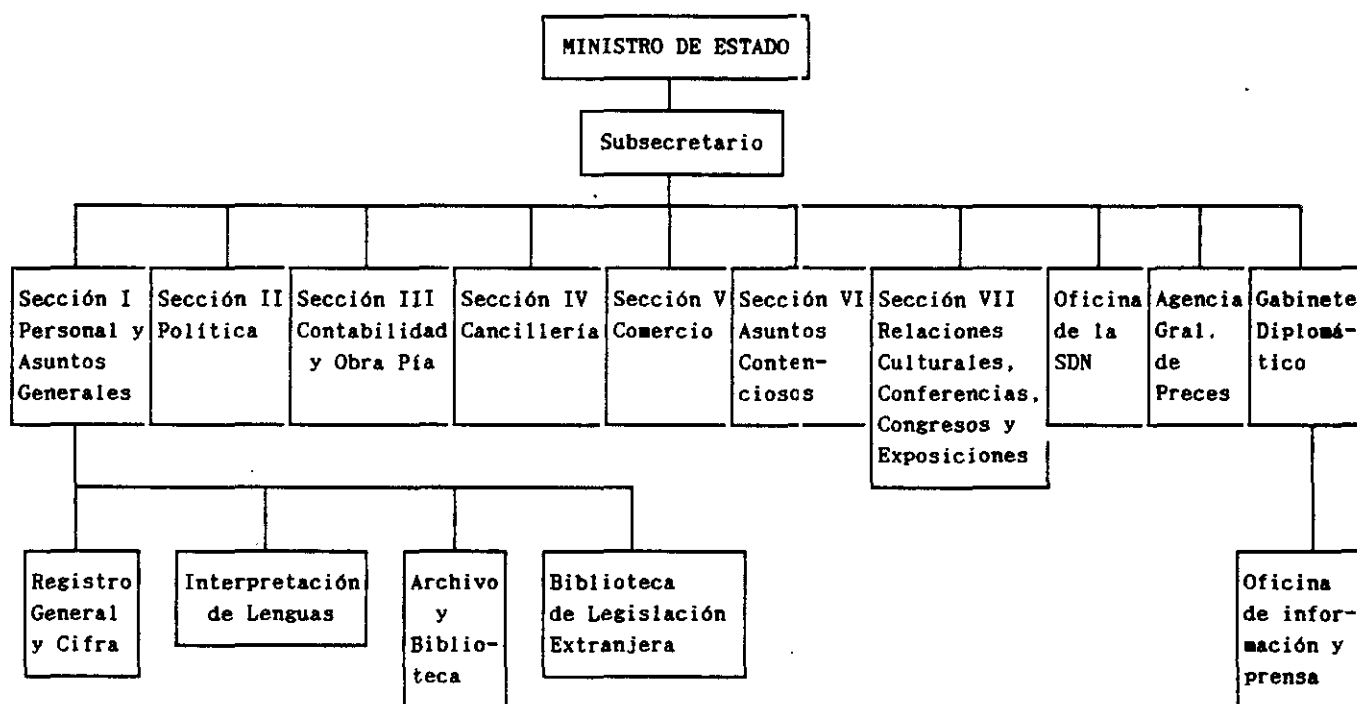 MINISTRO DE ESTADO
Subsecretario
Sección I
Personal y
Asuntos
Generales
Sección II
Política
Sección III
Contabilidad
y Obra Pía
Sección IV
Cancillería
Sección V
Comercio
Sección VI
Asuntos
Conten-
ciosos
Sección VII
Relaciones
Culturales,
Conferencias,
Congresos y
Exposiciones
Oficina
de la
SDN
Agencia
Gral.
de
Preces
Gabinete
Diplomá-
tico
Registro
General
y Cifra
Interpretación
de Lenguas
Archivo
y
Biblio-
teca
Biblioteca
de Legislación
Extranjera
Oficina
de infor-
mación y
prensa